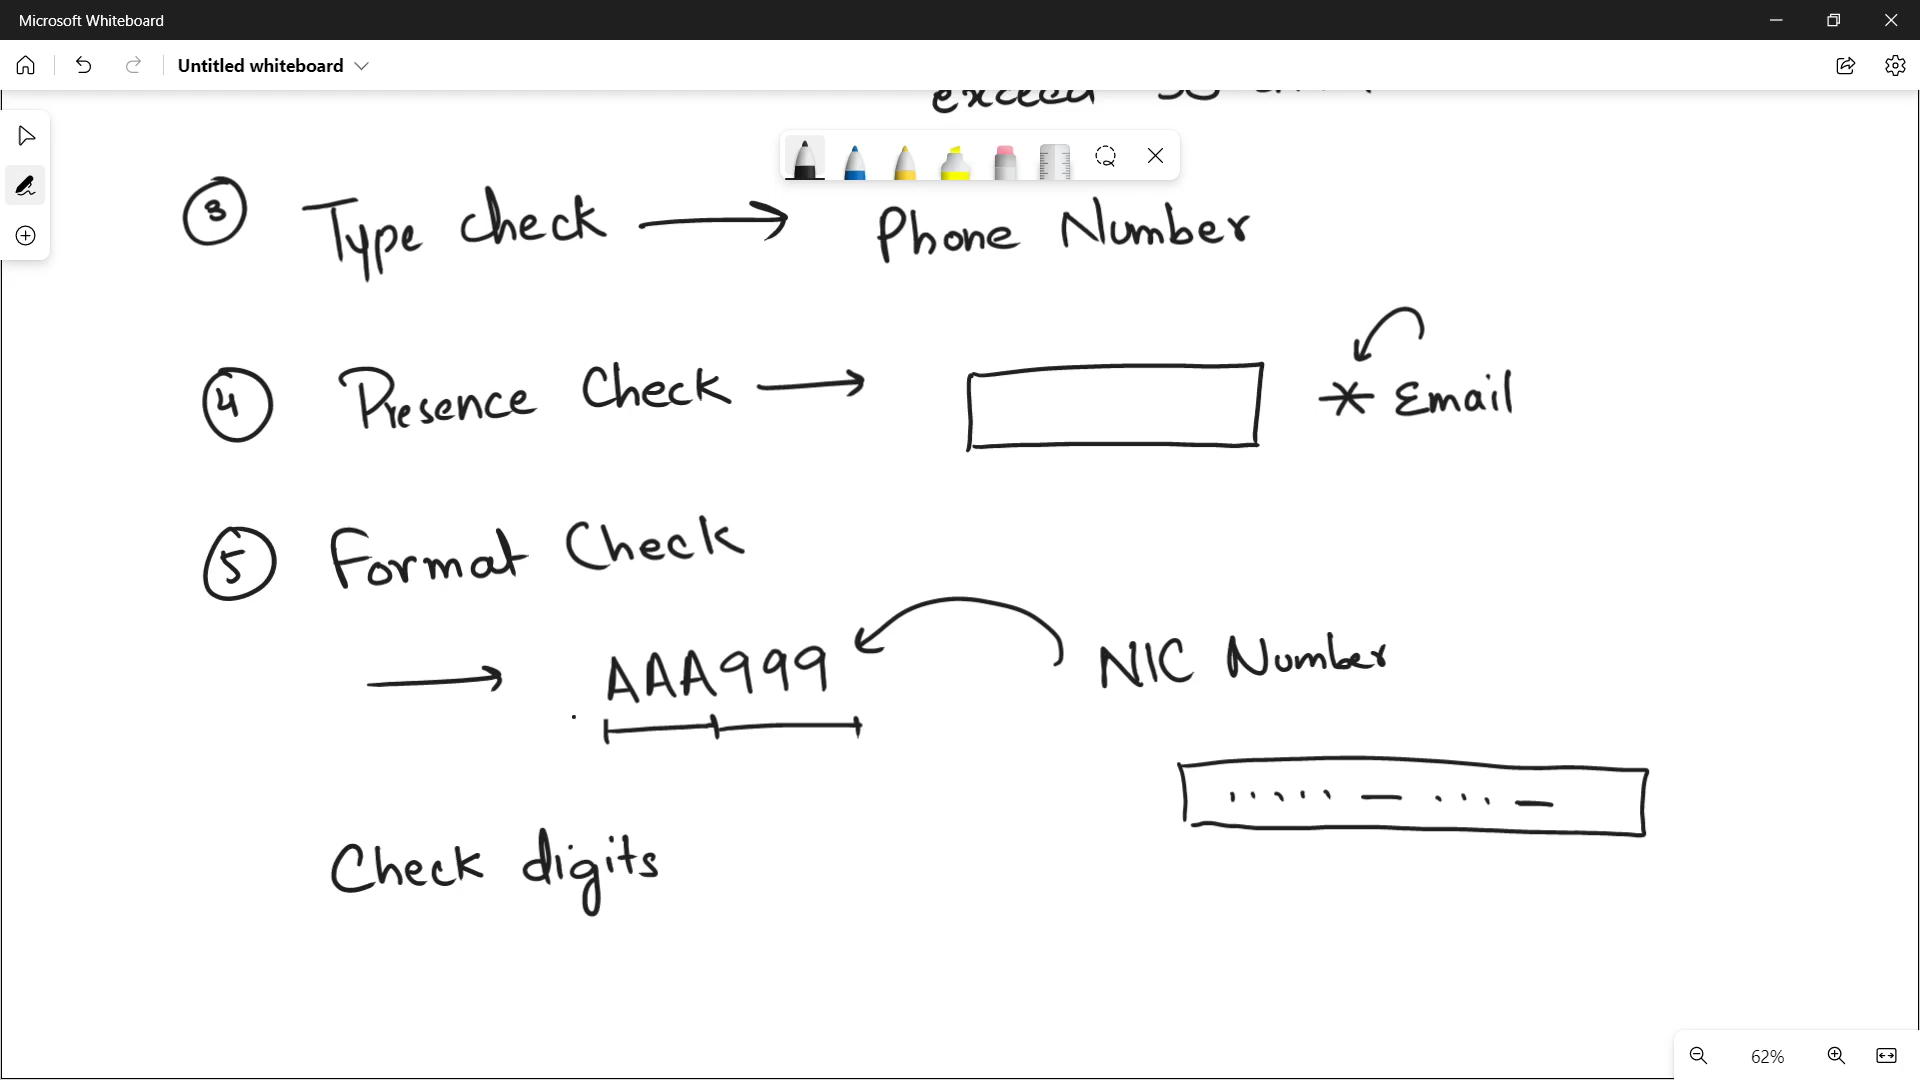 Microsoft Whiteboard
Untitled whiteboard
exceed
3 Type check → Phone Number
4 Presence Check → * Email
5 Format Check
→ AAA999 NIC Number
Check digits
62%